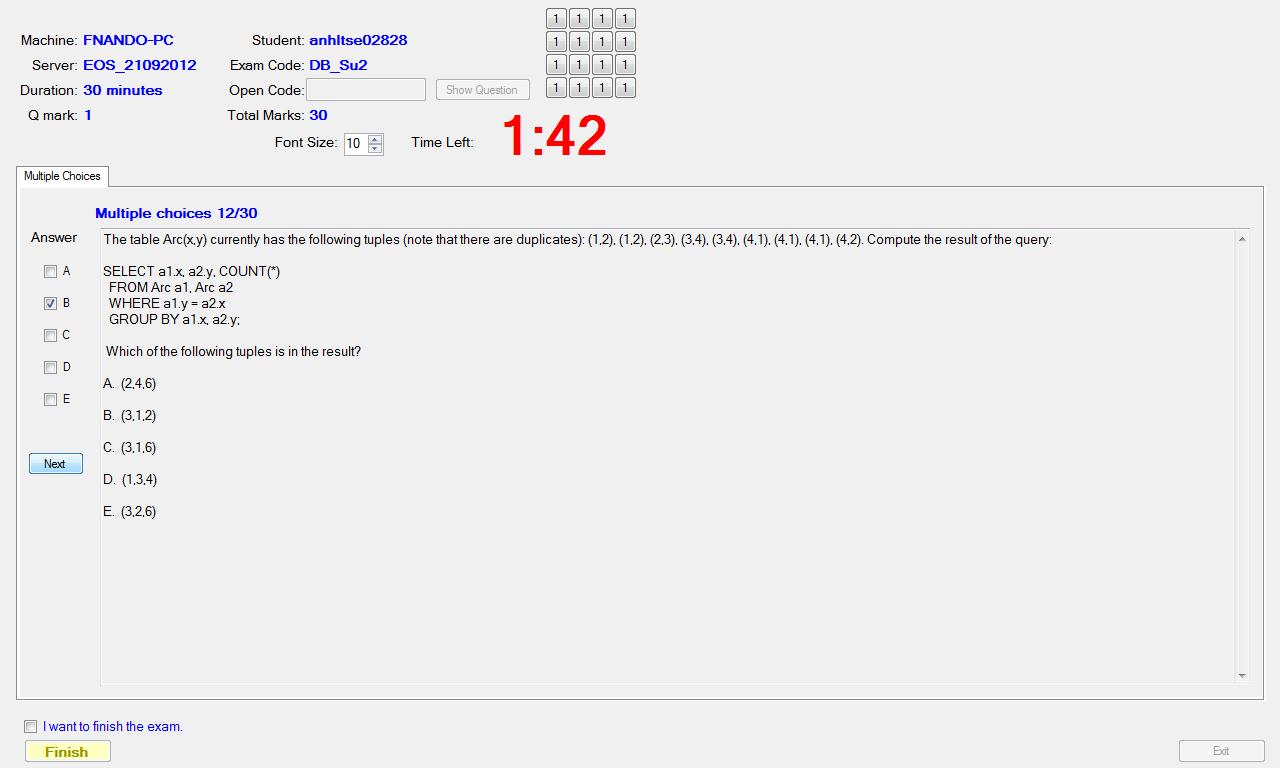 Machine: FNANDO-PC Student: anhltse02828
Server: EOS_21092012 Exam Code: DB_Su2
Duration: 30 minutes Open Code: Show Question
Q mark: 1 Total Marks: 30
Font Size: 10 Time Left: 1:42
1 1 1 1
1 1 1 1
1 1 1 1
1 1 1 1
Multiple Choices
Multiple choices 12/30
Answer
A
B
C
D
E
Next
The table Arc(x,y) currently has the following tuples (note that there are duplicates): (1,2), (1,2), (2,3), (3,4), (3,4), (4,1), (4,1), (4,1), (4,2). Compute the result of the query:
SELECT a1.x, a2.y, COUNT(*)
FROM Arc a1, Arc a2
WHERE a1.y = a2.x
GROUP BY a1.x, a2.y;
Which of the following tuples is in the result?
A. (2,4,6)
B. (3,1,2)
C. (3,1,6)
D. (1,3,4)
E. (3,2,6)
I want to finish the exam.
Finish
Exit